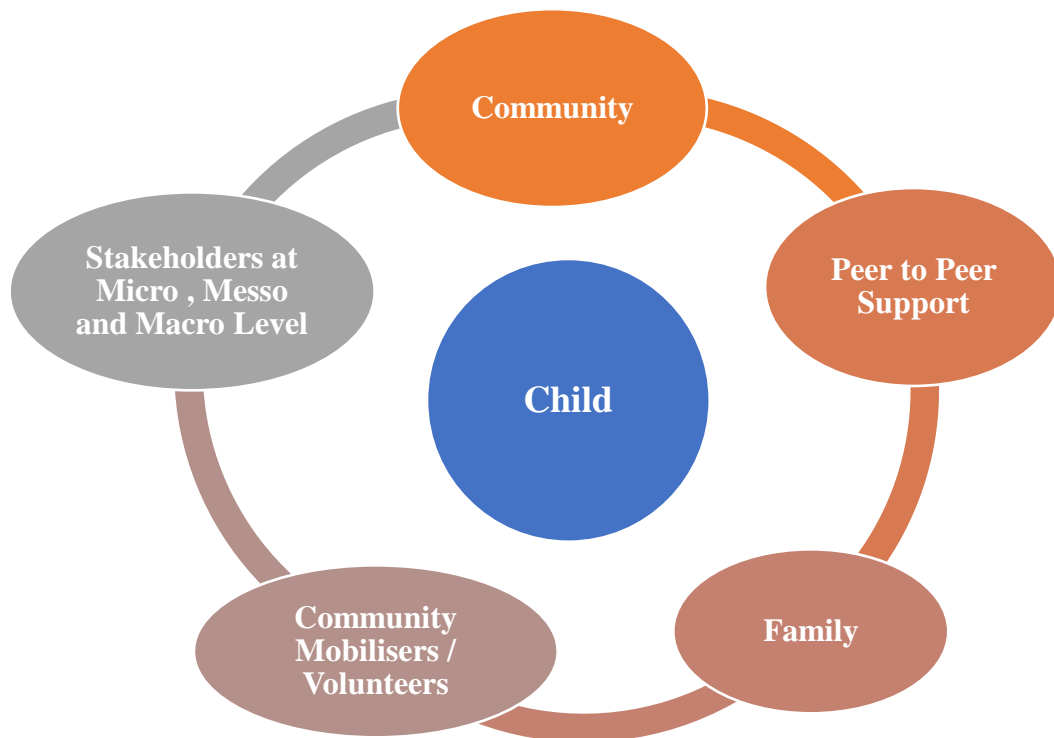 Community
Peer to Peer
Support
Family
Community
Mobilisers /
Volunteers
Stakeholders at
Micro , Messo
and Macro Level
Child